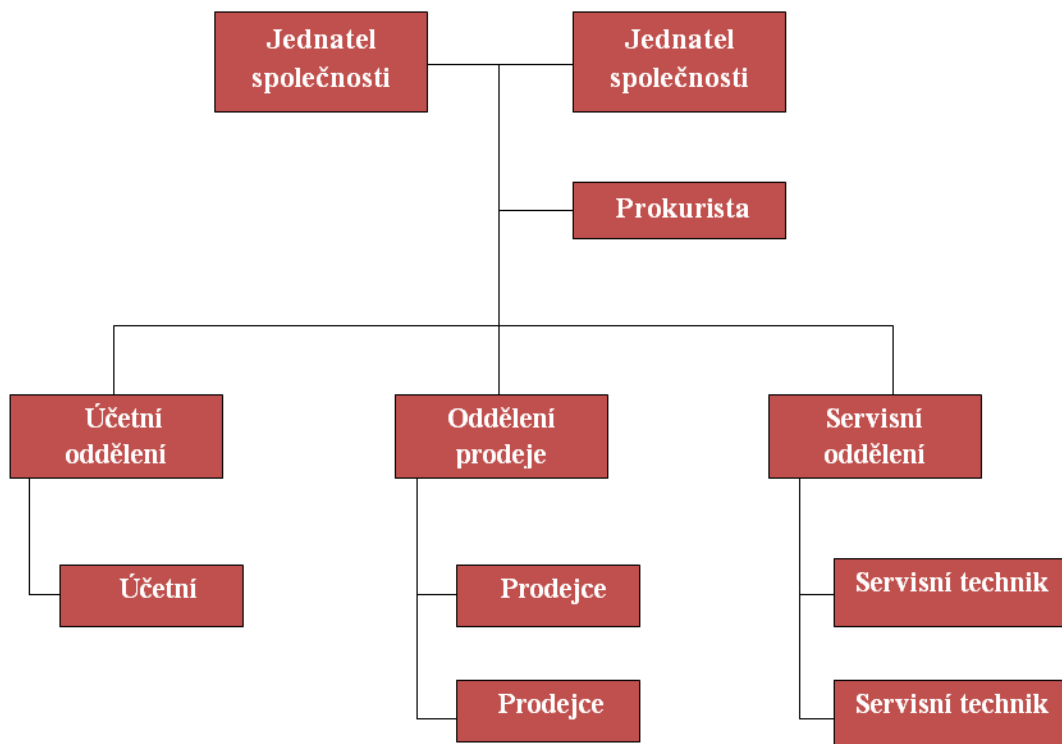 Jednatel
společnosti
Jednatel
společnosti
Prokurista
Účetní
oddělení
Oddělení
prodeje
Servisní
oddělení
Účetní
Prodejce
Servisní technik
Prodejce
Servisní technik